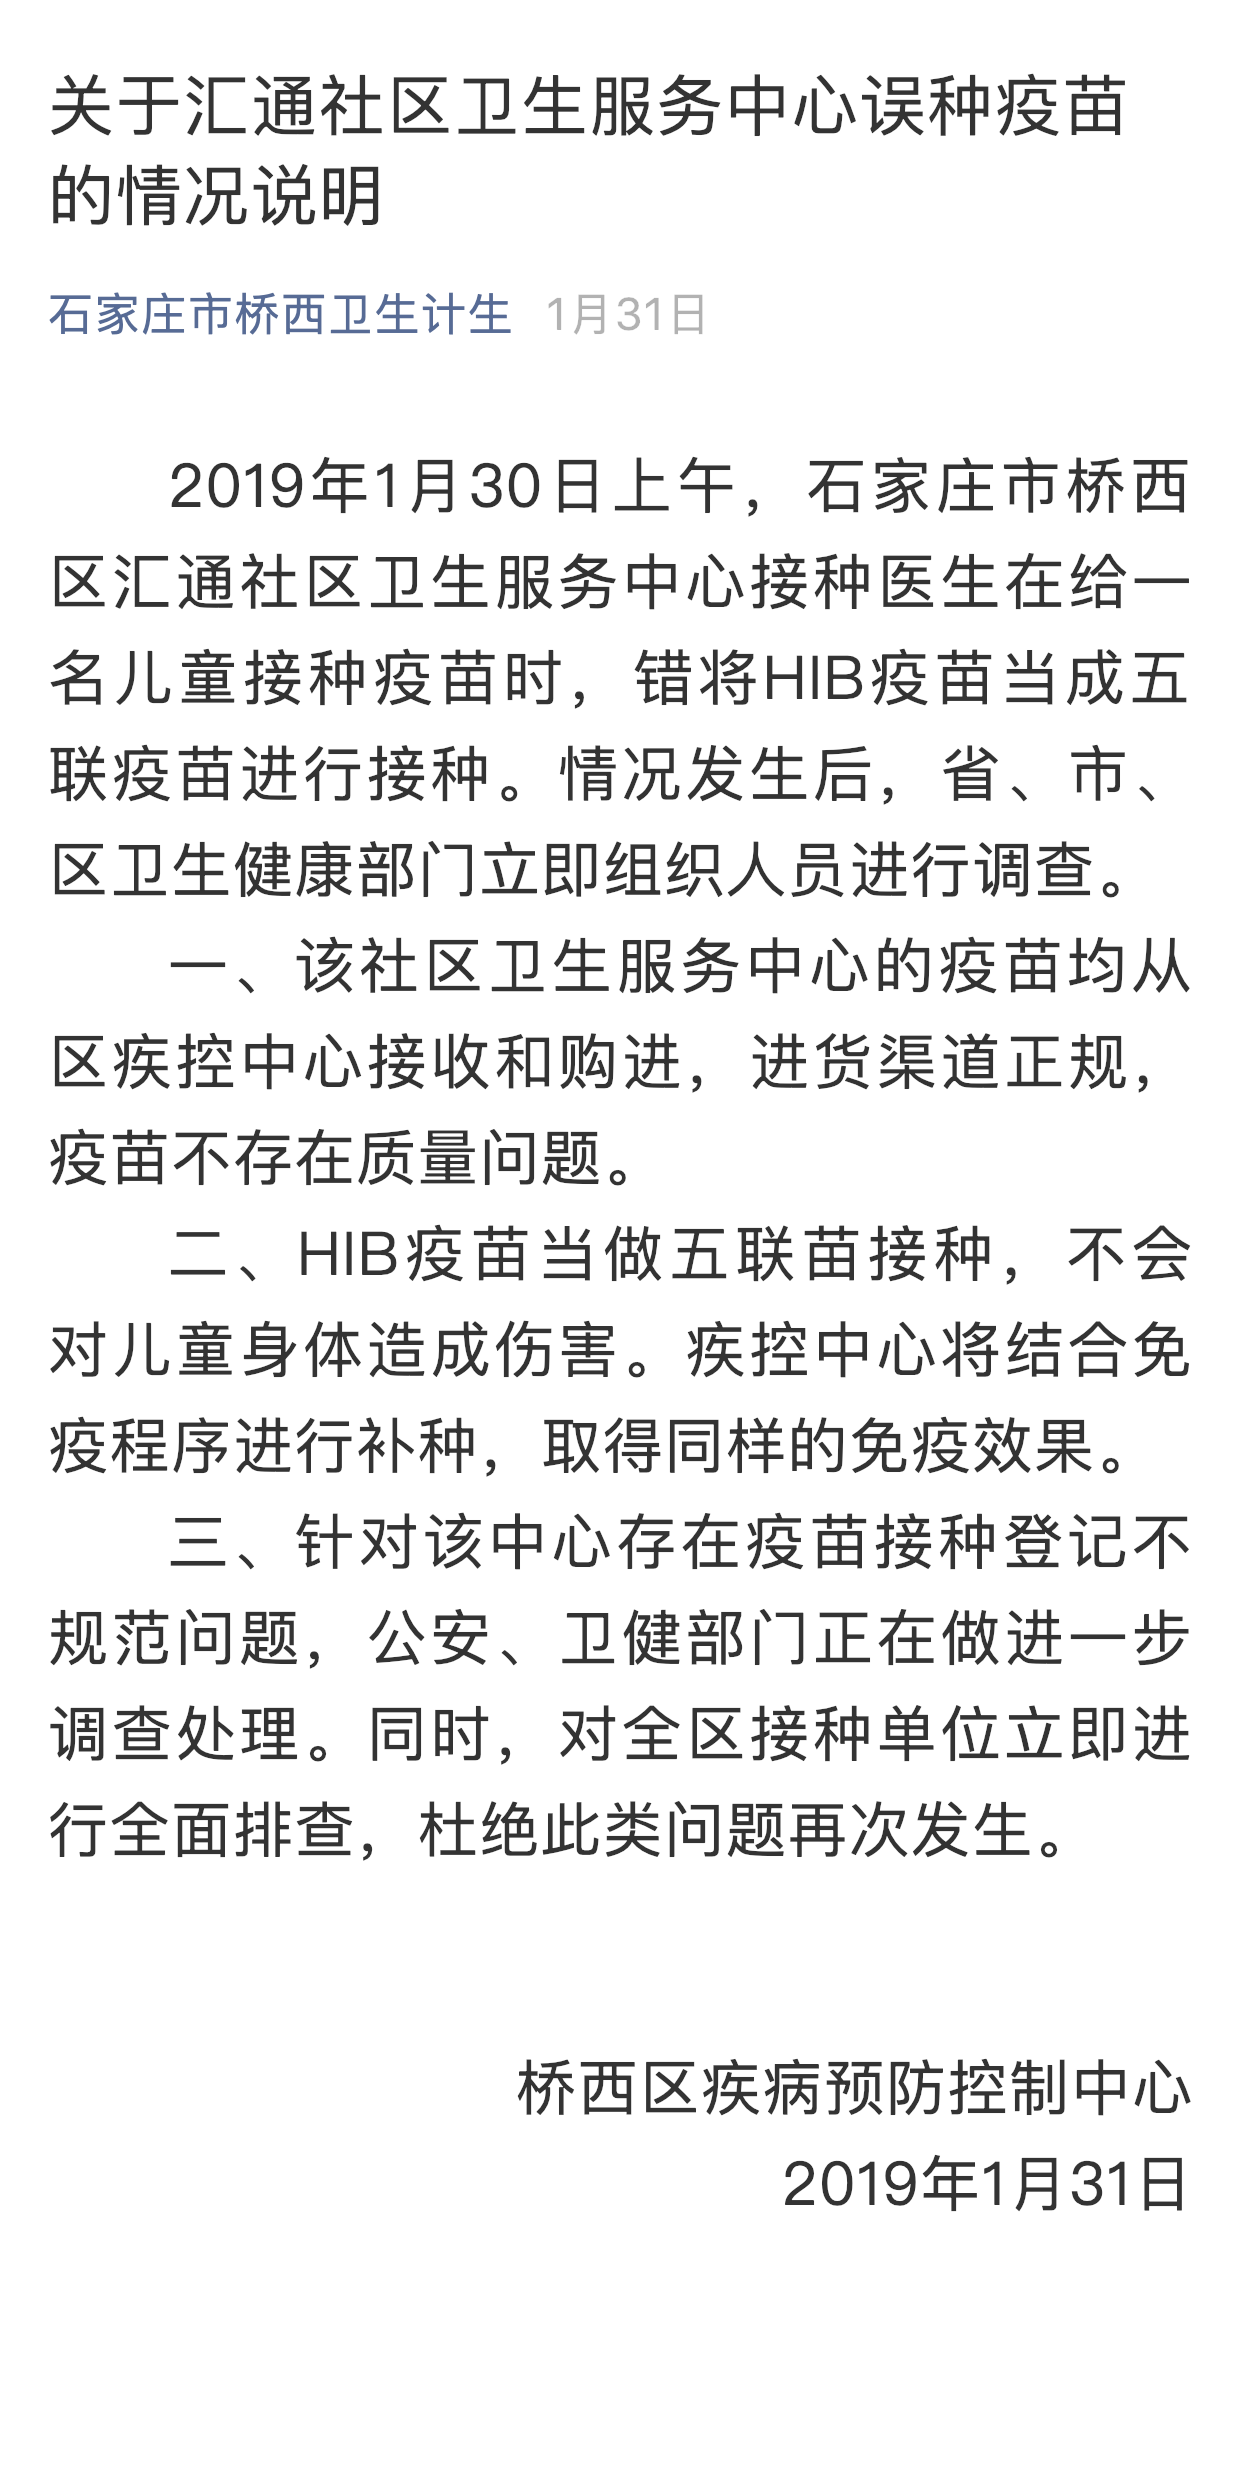 关于汇通社区卫生服务中心误种疫苗
的情况说明
石家庄市桥西卫生计生 1月31日
2019年1月30日上午，石家庄市桥西
区汇通社区卫生服务中心接种医生在给一
名儿童接种疫苗时，错将HIB疫苗当成五
联疫苗进行接种。情况发生后，省、市、
区卫生健康部门立即组织人员进行调查。
一、该社区卫生服务中心的疫苗均从
区疾控中心接收和购进，进货渠道正规，
疫苗不存在质量问题。
二、HIB疫苗当做五联苗接种，不会
对儿童身体造成伤害。疾控中心将结合免
疫程序进行补种，取得同样的免疫效果。
三、针对该中心存在疫苗接种登记不
规范问题，公安、卫健部门正在做进一步
调查处理。同时，对全区接种单位立即进
行全面排查，杜绝此类问题再次发生。
桥西区疾病预防控制中心
2019年1月31日